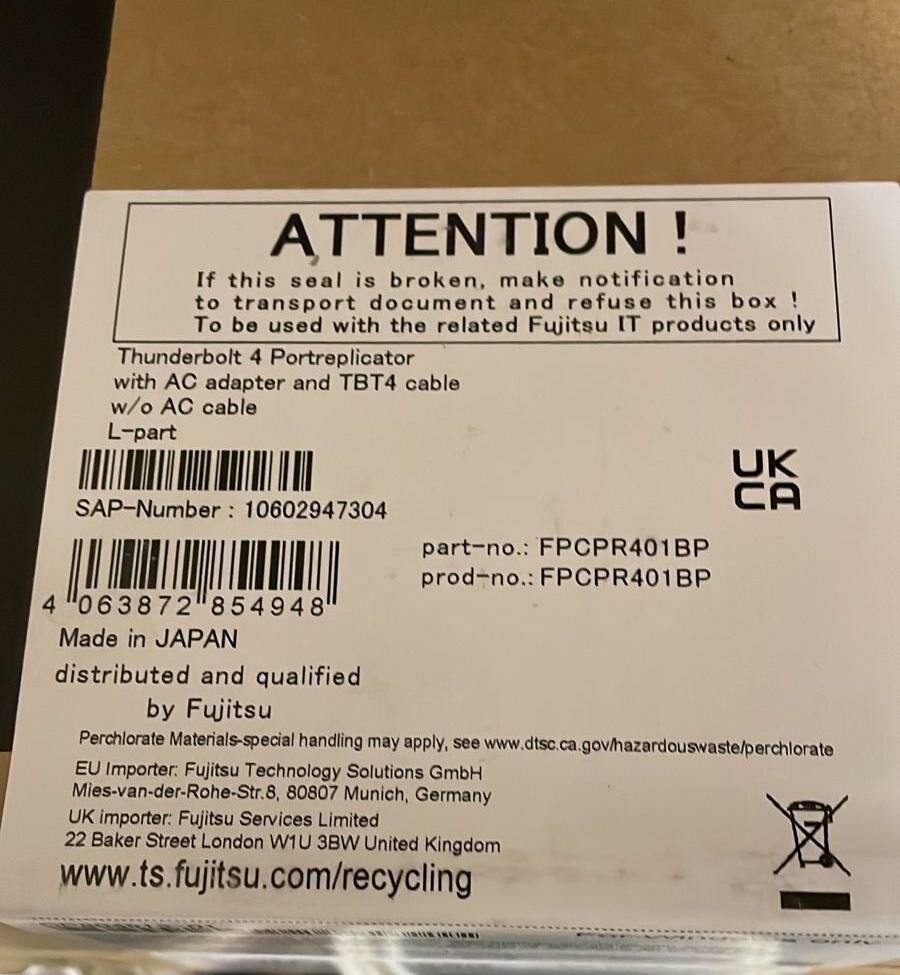 ATTENTION !
If this seal is broken, make notification
to transport document and refuse this box !
To be used with the related Fujitsu IT products only
Thunderbolt 4 Portreplicator
with AC adapter and TBT4 cable
w/o AC cable
L-part
UK
CA
SAP-Number : 10602947304
part-no.: FPCPR401BP
prod-no.: FPCPR401BP
4 063872 854948
Made in JAPAN
distributed and qualified
by Fujitsu
Perchlorate Materials-special handling may apply, see www.dtsc.ca.gov/hazardouswaste/perchlorate
EU Importer: Fujitsu Technology Solutions GmbH
Mies-van-der-Rohe-Str.8, 80807 Munich, Germany
UK importer: Fujitsu Services Limited
22 Baker Street London W1U 3BW United Kingdom
www.ts.fujitsu.com/recycling